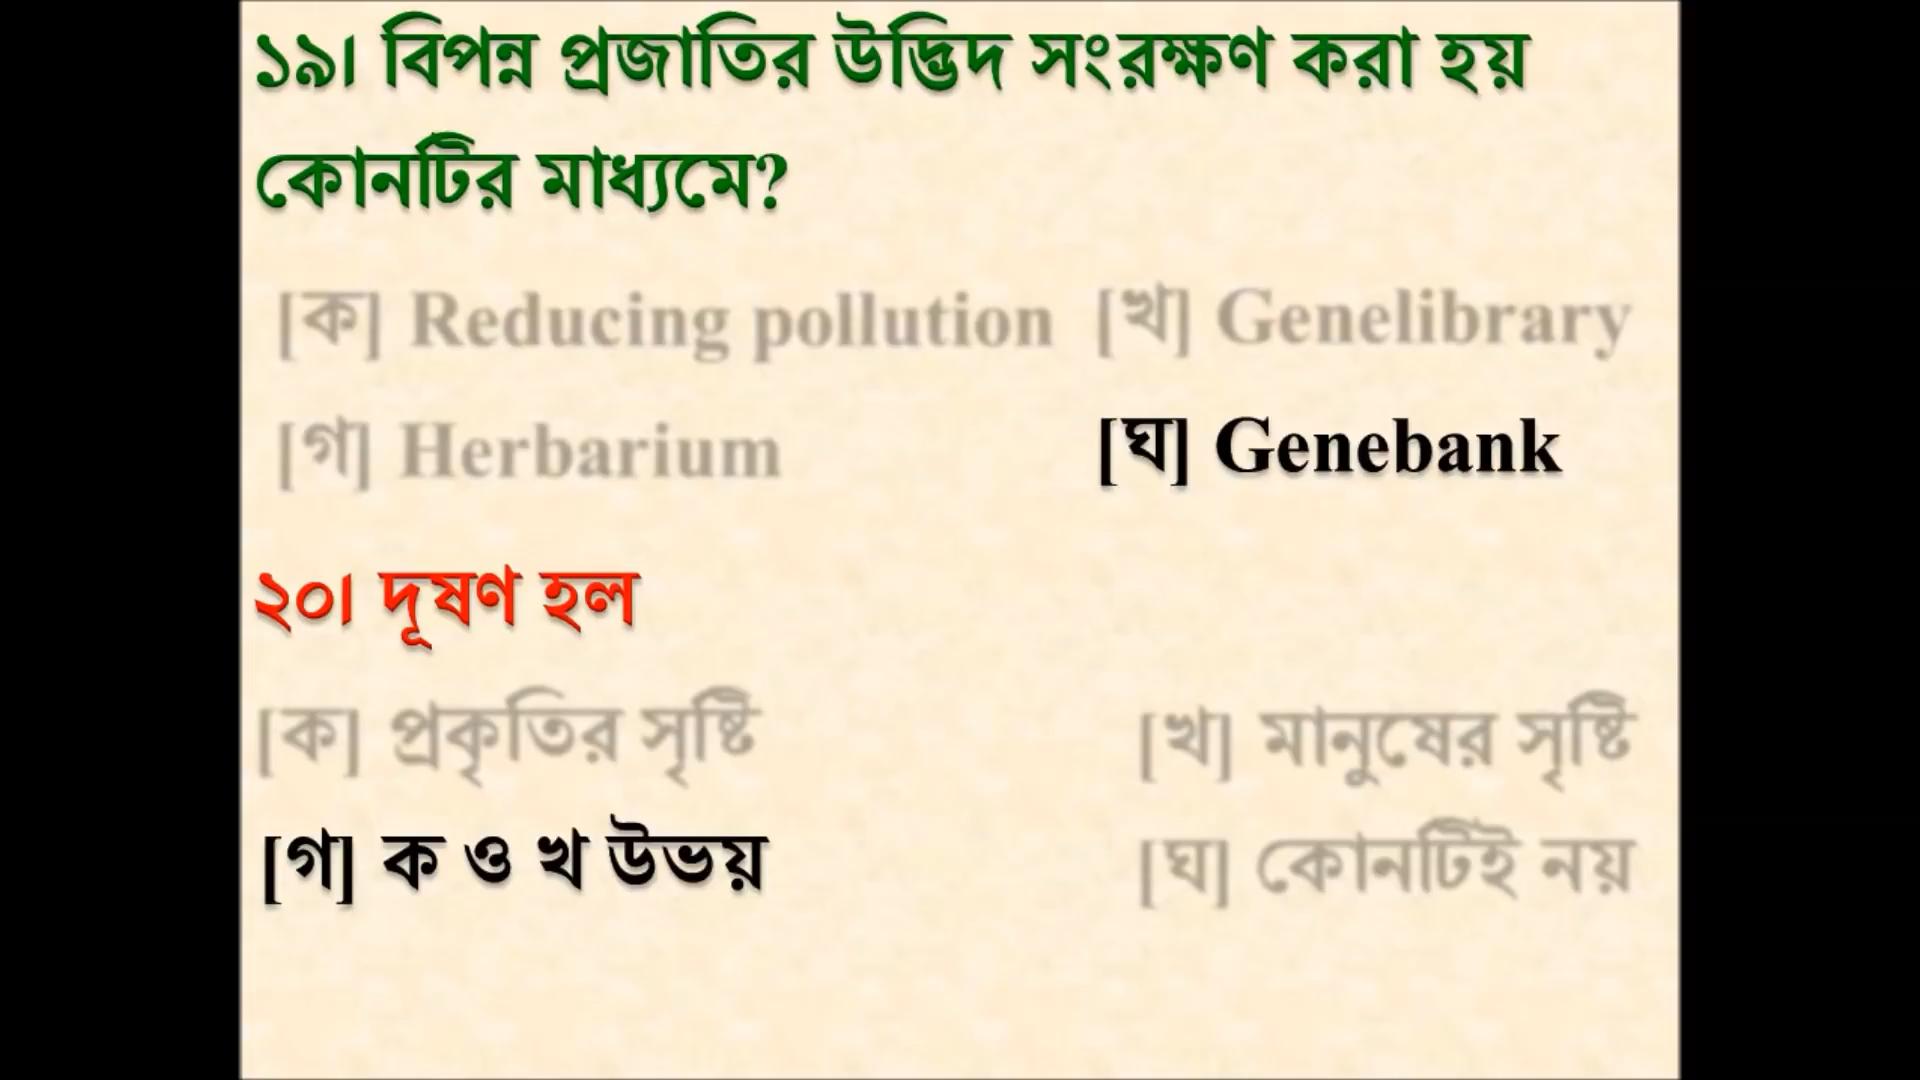 ১৯। বিপন্ন প্রজাতির উদ্ভিদ সংরক্ষণ করা হয়
কোনটির মাধ্যমে?
[ক] Reducing pollution [খ] Genelibrary
[গ] Herbarium [ঘ] Genebank
২০। দূষণ হল
[ক] প্রকৃতির সৃষ্টি [খ] মানুষের সৃষ্টি
[গ] ক ও খ উভয় [ঘ] কোনটিই নয়